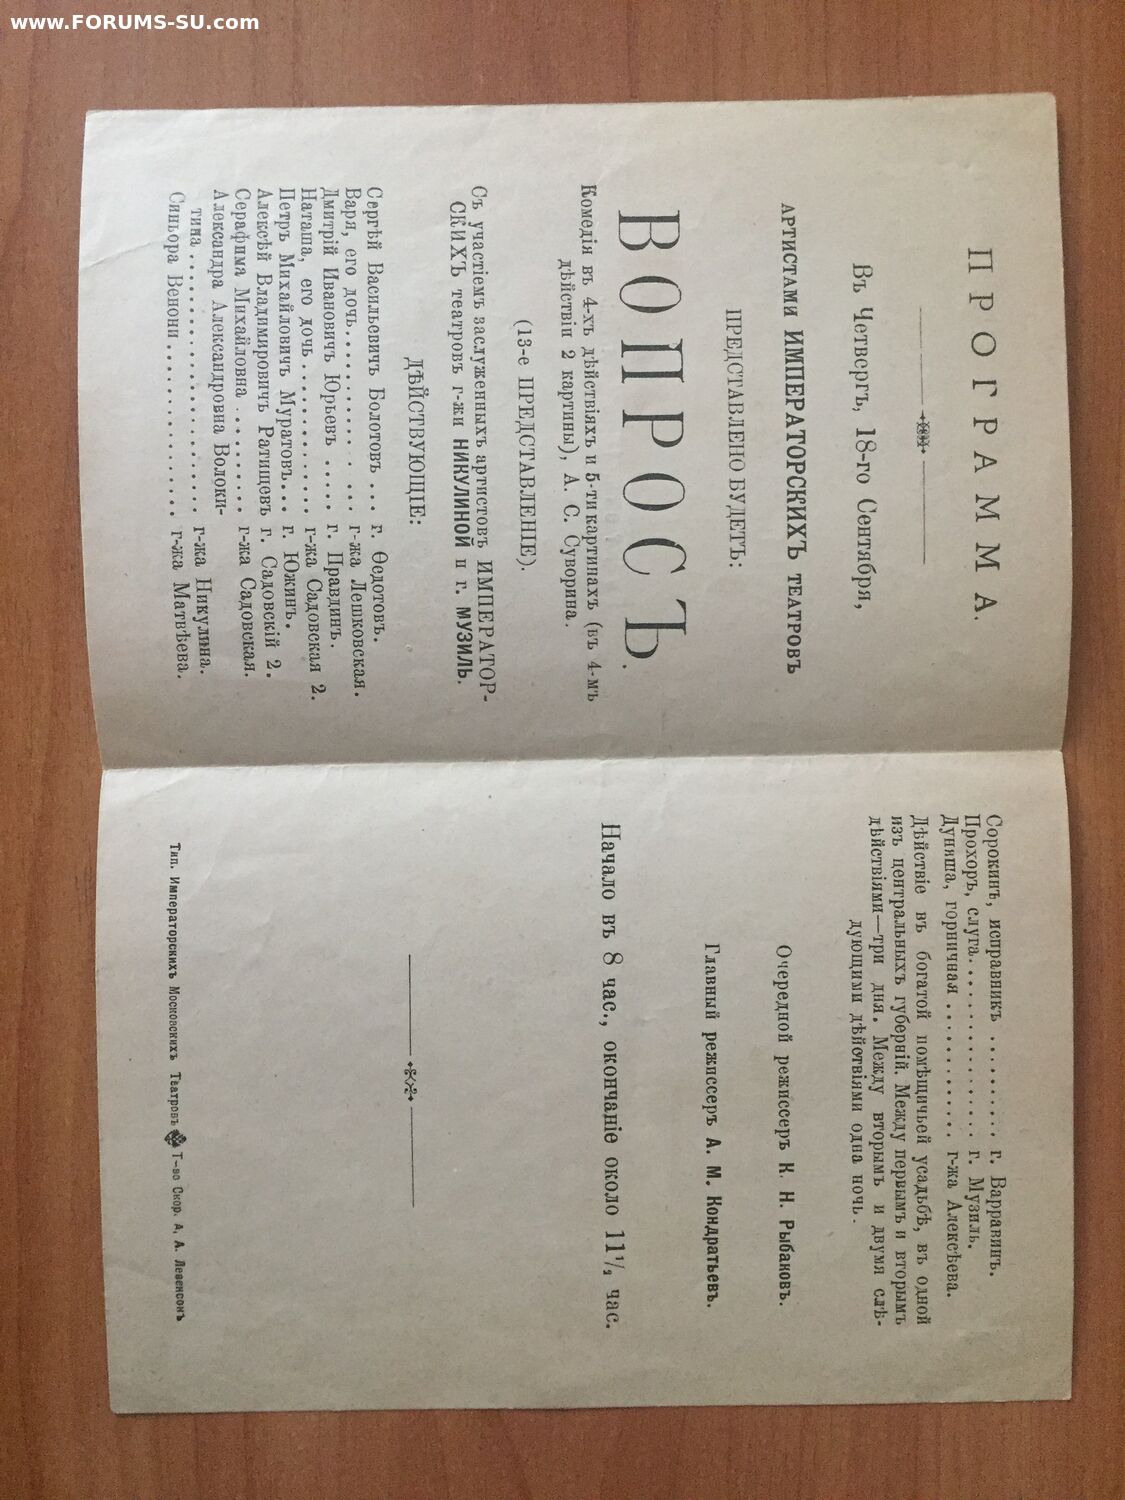 www.FORUMS-SU.com
ПРОГРАММА.
Въ Четвергъ, 18-го Сентября,
АРТИСТАМИ ИМПЕРАТОРСКИХЪ ТЕАТРОВЪ
ПРЕДСТАВЛЕНО БУДЕТЪ:
ВОПРОСЪ.
Комедія въ 4-хъ дѣйствіяхъ и 5-ти картинахъ (въ 4-мъ
дѣйствіи 2 картины), А. С. Суворина.
(13-е ПРЕДСТАВЛЕНІЕ).
Съ участіемъ заслуженныхъ артистовъ ИМПЕРАТОР-
СКИХЪ театровъ г-жи НИКУЛИНОЙ и г. МУЗИЛЬ.
ДѢЙСТВУЮЩІЕ:
Сергѣй Васильевичъ Болотовъ ... г. Ѳедотовъ.
Варя, его дочь.............. г-жа Лешковская.
Дмитрій Ивановичъ Юрьевъ ..... г. Правдинъ.
Наташа, его дочь ............. г-жа Садовская 2.
Петръ Михайловичъ Муратовъ... г. Южинъ.
Алексѣй Владимировичъ Ратищевъ г. Садовскій 2.
Серафима Михайловна ......... г-жа Садовская.
Александра Александровна Волоки-
тина ...................... г-жа Никулина.
Синьора Венони............... г-жа Матвѣева.
Сорокинъ, исправникъ .......... г. Варравинъ.
Прохоръ, слуга................ г. Музиль.
Дуняша, горничная ............. г-жа Алексѣева.
Дѣйствіе въ богатой помѣщичьей усадьбѣ, въ одной
изъ центральныхъ губерній. Между первымъ и вторымъ
дѣйствіями—три дня. Между вторымъ и двумя слѣ-
дующими дѣйствіями одна ночь.
Очередной режиссеръ К. Н. Рыбаковъ.
Главный режиссеръ А. М. Кондратьевъ.
Начало въ 8 час., окончаніе около 11½ час.
Тип. Императорскихъ Московскихъ Театровъ Т-во Скор. А. А. Левенсонъ